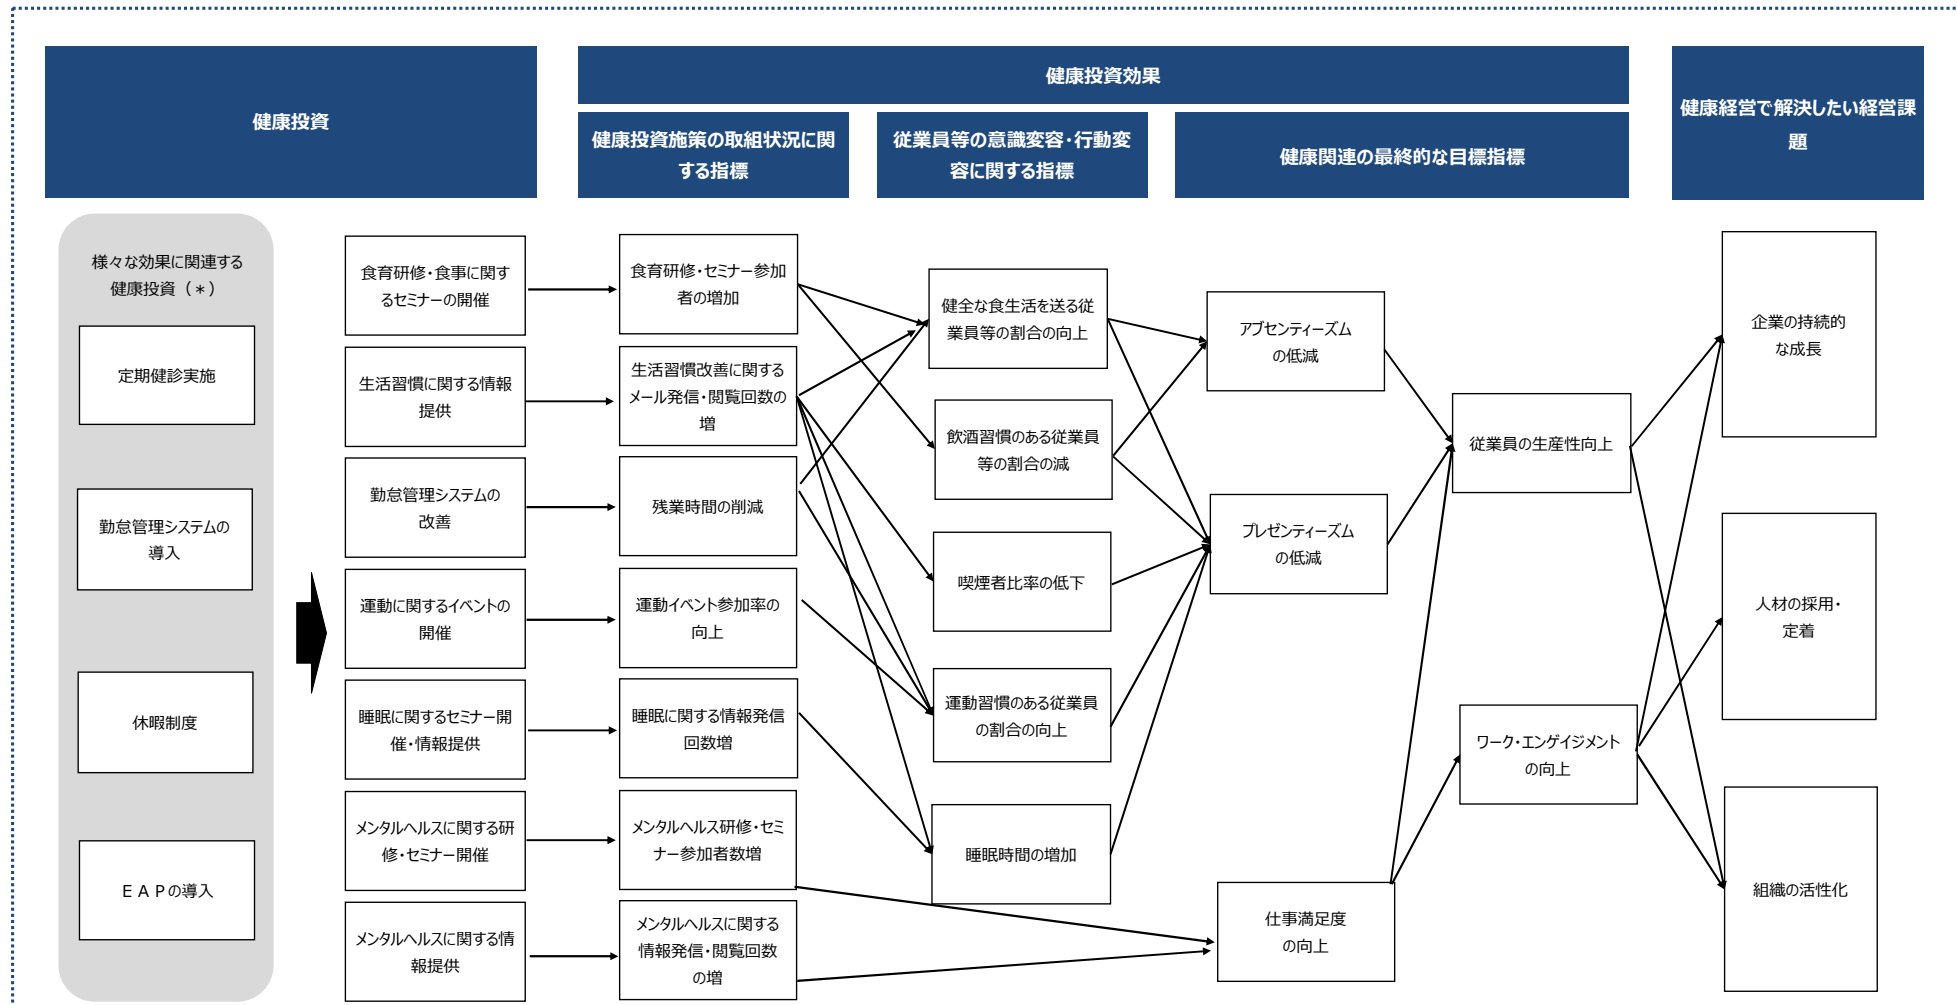 健康投資
健康投資効果
健康経営で解決したい経営課
題
健康投資施策の取組状況に関
する指標
従業員等の意識変容・行動変
容に関する指標
健康関連の最終的な目標指標
様々な効果に関連する
健康投資（＊）
定期健診実施
勤怠管理システムの
導入
休暇制度
ＥＡＰの導入
食育研修・食事に関す
るセミナーの開催
生活習慣に関する情報
提供
勤怠管理システムの
改善
運動に関するイベントの
開催
睡眠に関するセミナー開
催・情報提供
メンタルヘルスに関する研
修・セミナー開催
メンタルヘルスに関する情
報提供
食育研修・セミナー参加
者の増加
生活習慣改善に関する
メール発信・閲覧回数の
増
残業時間の削減
運動イベント参加率の
向上
睡眠に関する情報発信
回数増
メンタルヘルス研修・セミ
ナー参加者数増
メンタルヘルスに関する
情報発信・閲覧回数
の増
健全な食生活を送る従
業員等の割合の向上
飲酒習慣のある従業員
等の割合の減
喫煙者比率の低下
運動習慣のある従業員
の割合の向上
睡眠時間の増加
アブセンティーズム
の低減
プレゼンティーズム
の低減
仕事満足度
の向上
従業員の生産性向上
ワーク・エンゲイジメント
の向上
企業の持続的
な成長
人材の採用・
定着
組織の活性化